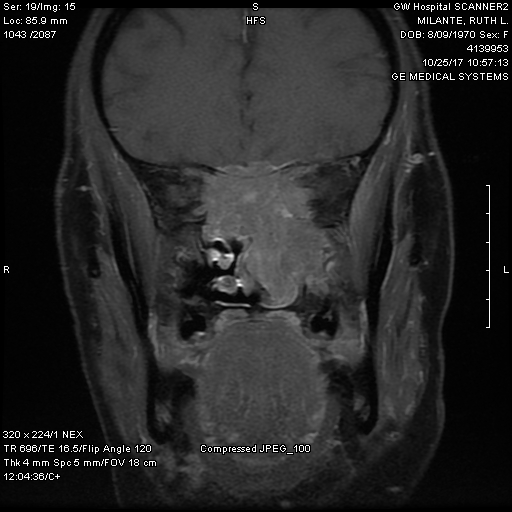 Ser: 19/Img: 15
Loc: 85.9 mm
1043 /2087
S
HFS
GW Hospital SCANNER2
MILANTE, RUTH L.
DOB: 8/09/1970 Sex: F
4139953
10/25/17 10:57:13
GE MEDICAL SYSTEMS
R
L
320 x 224/1 NEX
TR 696/TE 16.5/Flip Angle 120
Thk 4 mm Spc 5 mm/FOV 18 cm
12:04:36/C+
Compressed JPEG_100